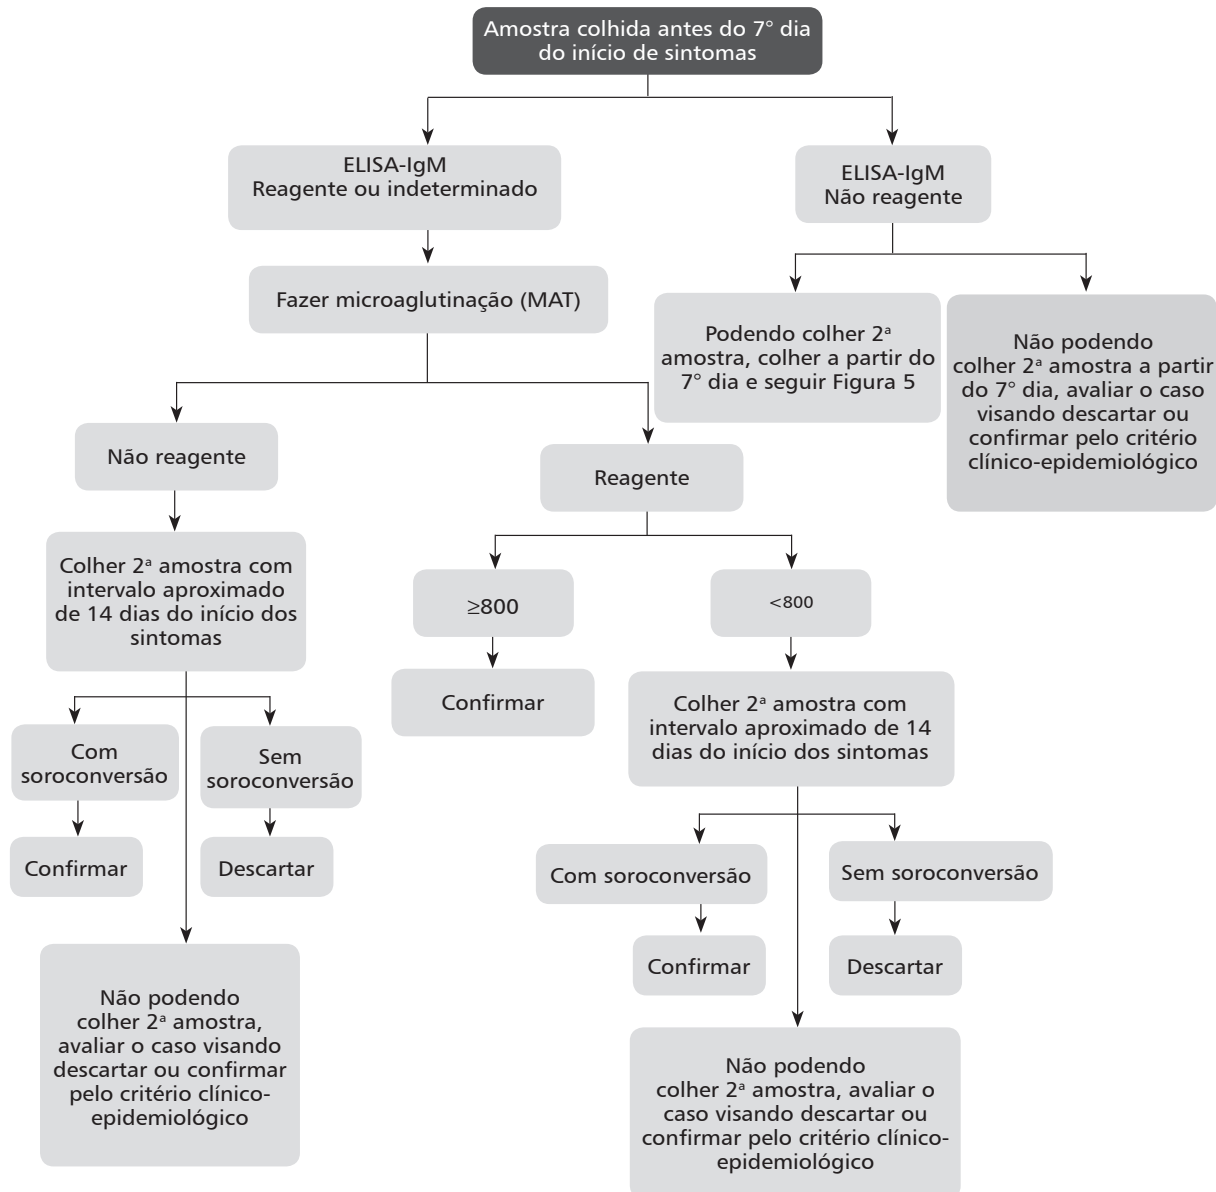 Amostra colhida antes do 7° dia
do início de sintomas
ELISA-IgM
Reagente ou indeterminado
ELISA-IgM
Não reagente
Fazer microaglutinação (MAT)
Podendo colher 2ª
amostra, colher a partir do
7° dia e seguir Figura 5
Não podendo
colher 2ª amostra a partir
do 7° dia, avaliar o caso
visando descartar ou
confirmar pelo critério
clínico-epidemiológico
Não reagente
Reagente
Colher 2ª amostra com
intervalo aproximado
de 14 dias do início dos
sintomas
≥800
<800
Confirmar
Colher 2ª amostra com
intervalo aproximado de 14
dias do início dos sintomas
Com
soroconversão
Sem
soroconversão
Confirmar
Descartar
Com soroconversão
Sem soroconversão
Confirmar
Descartar
Não podendo
colher 2ª amostra,
avaliar o caso visando
descartar ou confirmar
pelo critério clínico-
epidemiológico
Não podendo
colher 2ª amostra, avaliar o
caso visando descartar ou
confirmar pelo critério clínico-
epidemiológico